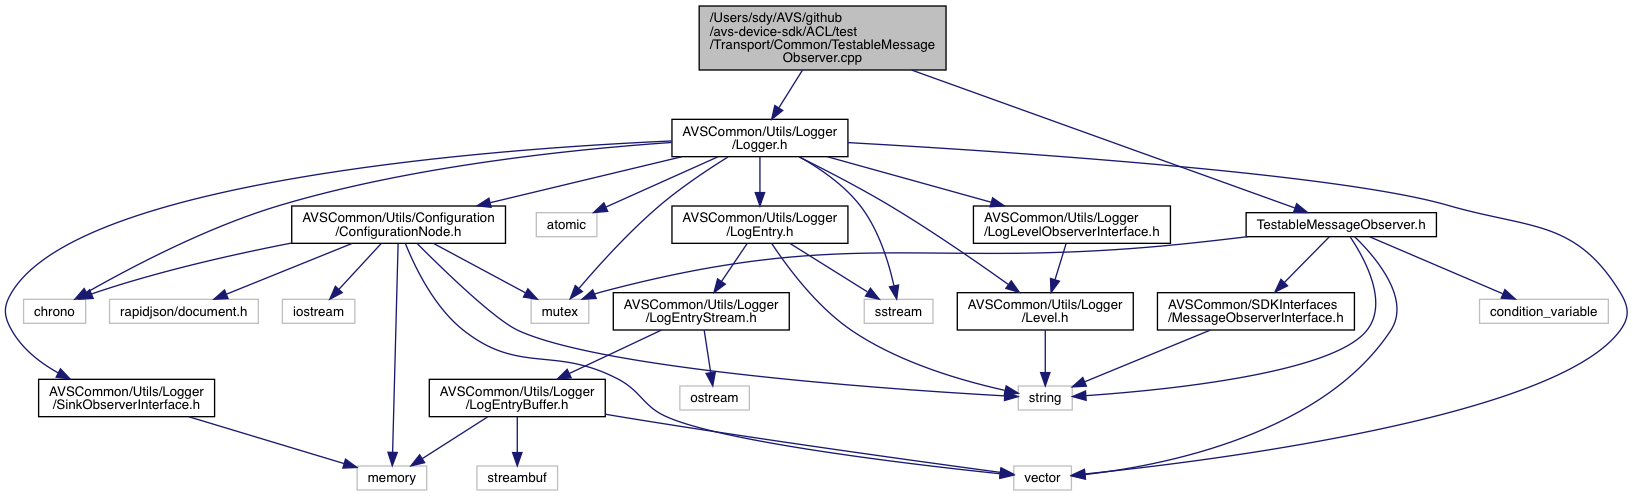 /Users/sdy/AVS/github
/avs-device-sdk/ACL/test
/Transport/Common/TestableMessage
Observer.cpp
AVSCommon/Utils/Logger
/Logger.h
AVSCommon/Utils/Configuration
/ConfigurationNode.h
atomic
AVSCommon/Utils/Logger
/LogEntry.h
AVSCommon/Utils/Logger
/LogLevelObserverInterface.h
TestableMessageObserver.h
chrono
rapidjson/document.h
iostream
mutex
AVSCommon/Utils/Logger
/LogEntryStream.h
sstream
AVSCommon/Utils/Logger
/Level.h
AVSCommon/SDKInterfaces
/MessageObserverInterface.h
condition_variable
AVSCommon/Utils/Logger
/SinkObserverInterface.h
AVSCommon/Utils/Logger
/LogEntryBuffer.h
ostream
string
memory
streambuf
vector